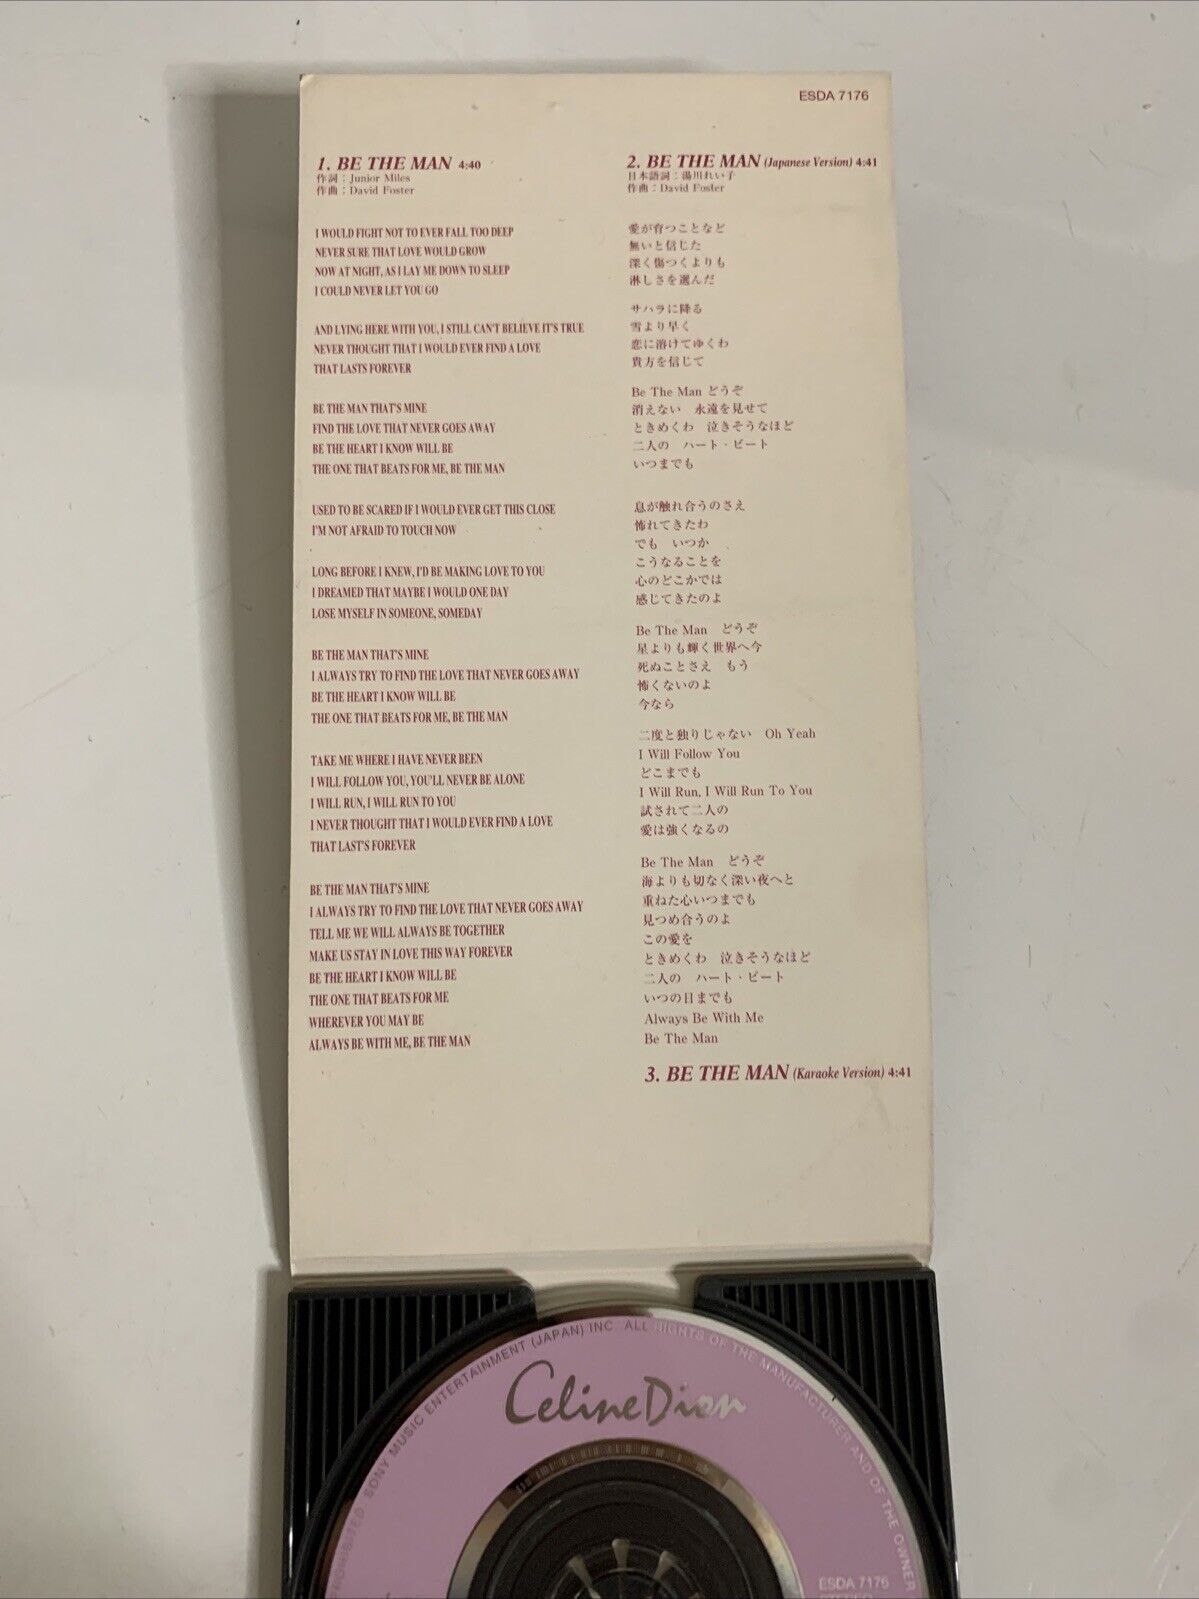 ESDA 7176
1. BE THE MAN 4:40
作詞：Junior Miles
作曲：David Foster
I WOULD FIGHT NOT TO EVER FALL TOO DEEP
NEVER SURE THAT LOVE WOULD GROW
NOW AT NIGHT, AS I LAY ME DOWN TO SLEEP
I COULD NEVER LET YOU GO
AND LYING HERE WITH YOU, I STILL CAN'T BELIEVE IT'S TRUE
NEVER THOUGHT THAT I WOULD EVER FIND A LOVE
THAT LASTS FOREVER
BE THE MAN THAT'S MINE
FIND THE LOVE THAT NEVER GOES AWAY
BE THE HEART I KNOW WILL BE
THE ONE THAT BEATS FOR ME, BE THE MAN
USED TO BE SCARED IF I WOULD EVER GET THIS CLOSE
I'M NOT AFRAID TO TOUCH NOW
LONG BEFORE I KNEW, I'D BE MAKING LOVE TO YOU
I DREAMED THAT MAYBE I WOULD ONE DAY
LOSE MYSELF IN SOMEONE, SOMEDAY
BE THE MAN THAT'S MINE
I ALWAYS TRY TO FIND THE LOVE THAT NEVER GOES AWAY
BE THE HEART I KNOW WILL BE
THE ONE THAT BEATS FOR ME, BE THE MAN
TAKE ME WHERE I HAVE NEVER BEEN
I WILL FOLLOW YOU, YOU'LL NEVER BE ALONE
I WILL RUN, I WILL RUN TO YOU
I NEVER THOUGHT THAT I WOULD EVER FIND A LOVE
THAT LAST'S FOREVER
BE THE MAN THAT'S MINE
I ALWAYS TRY TO FIND THE LOVE THAT NEVER GOES AWAY
TELL ME WE WILL ALWAYS BE TOGETHER
MAKE US STAY IN LOVE THIS WAY FOREVER
BE THE HEART I KNOW WILL BE
THE ONE THAT BEATS FOR ME
WHEREVER YOU MAY BE
ALWAYS BE WITH ME, BE THE MAN
2. BE THE MAN (Japanese Version) 4:41
日本語詞：湯川れい子
作曲：David Foster
愛が育つことなど
無いと信じた
深く傷つくよりも
淋しさを選んだ
サハラに降る
雪より早く
恋に溶けてゆくわ
貴方を信じて
Be The Man どうぞ
消えない　永遠を見せて
ときめくわ　泣きそうなほど
二人の　ハート・ビート
いつまでも
息が触れ合うのさえ
怖れてきたわ
でも　いつか
こうなることを
心のどこかでは
感じてきたのよ
Be The Man　どうぞ
星よりも輝く世界へ今
死ぬことさえ　もう
怖くないのよ
今なら
二度と独りじゃない　Oh Yeah
I Will Follow You
どこまでも
I Will Run, I Will Run To You
試されて二人の
愛は強くなるの
Be The Man　どうぞ
海よりも切なく深い夜へと
重ねた心いつまでも
見つめ合うのよ
この愛を
ときめくわ　泣きそうなほど
二人の　ハート・ビート
いつの日までも
Always Be With Me
Be The Man
3. BE THE MAN (Karaoke Version) 4:41
SONY MUSIC ENTERTAINMENT (JAPAN) INC. ALL RIGHTS OF THE MANUFACTURER AND OF THE OWNER
Celine Dion
ESDA 7176